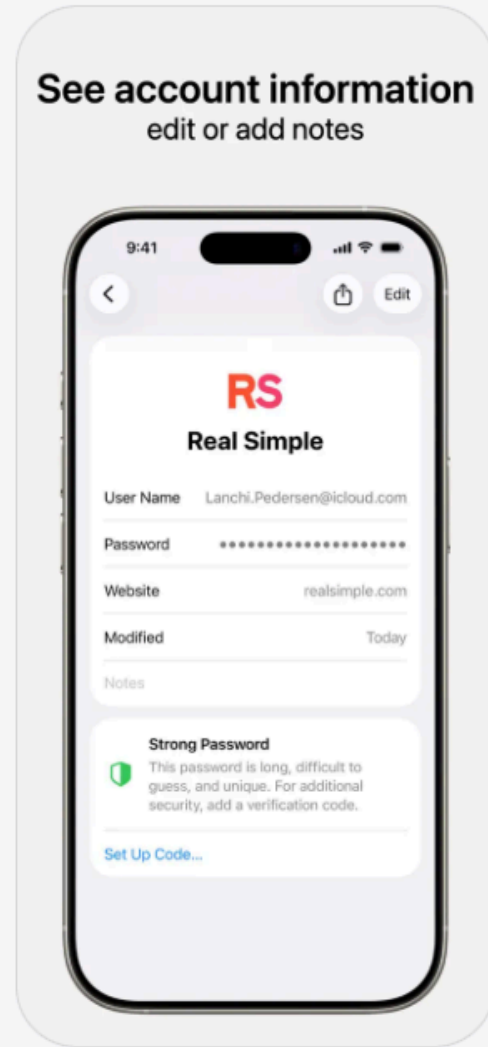 See account information
edit or add notes
9:41
Edit
RS
Real Simple
User Name Lanchi.Pedersen@icloud.com
Password ••••••••••••••••••••
Website realsimple.com
Modified Today
Notes
Strong Password
This password is long, difficult to
guess, and unique. For additional
security, add a verification code.
Set Up Code...